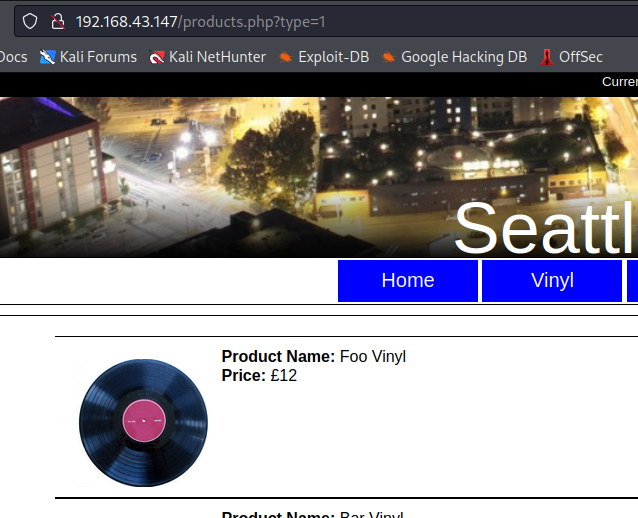 192.168.43.147/products.php?type=1
Docs Kali Forums Kali NetHunter Exploit-DB Google Hacking DB OffSec
Curre
Seattl
Home Vinyl
Product Name: Foo Vinyl
Price: £12
Product Name: Bar Vinyl